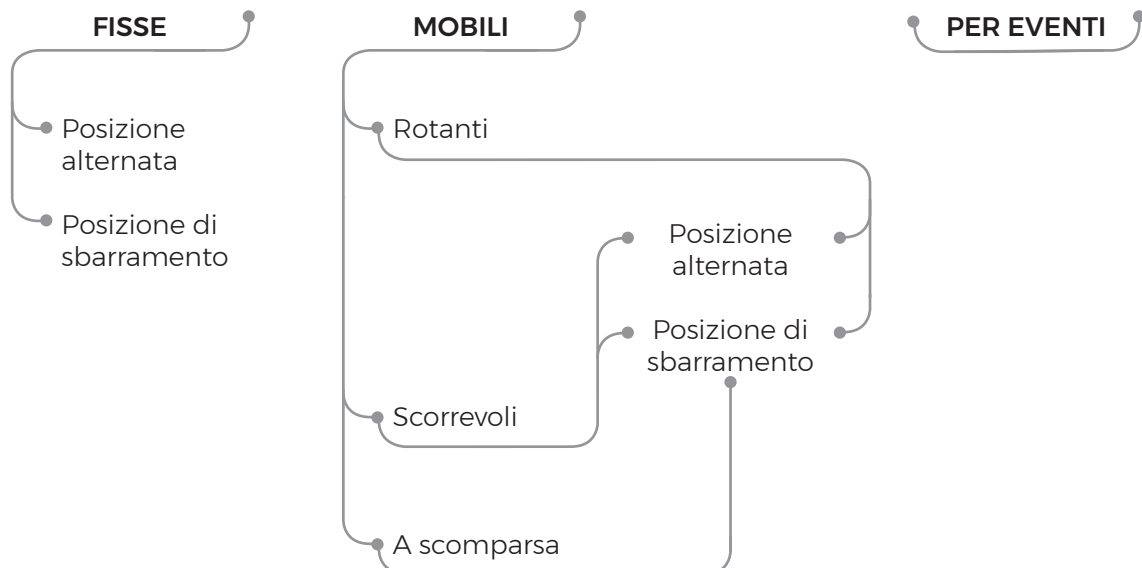 FISSE
MOBILI
PER EVENTI
Posizione
alternata
Posizione di
sbarramento
Rotanti
Posizione
alternata
Posizione di
sbarramento
Scorrevoli
A scomparsa